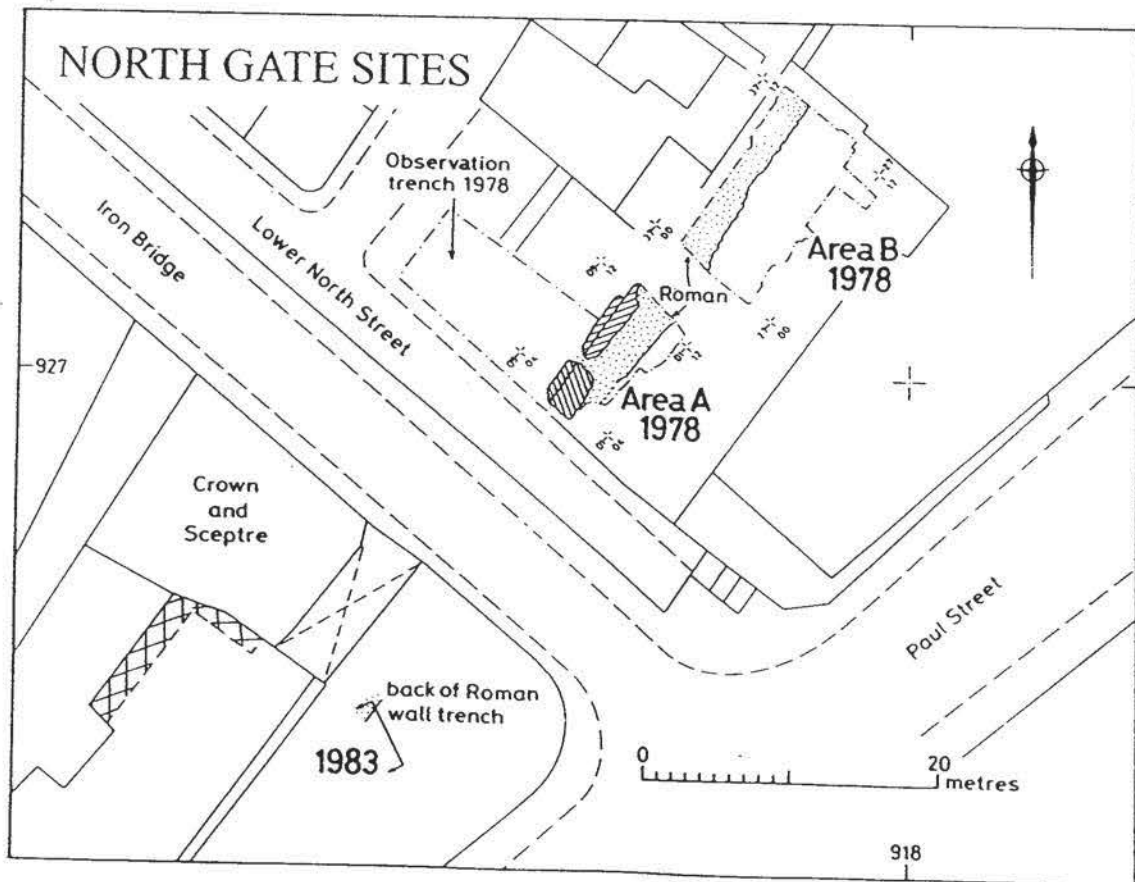 NORTH GATE SITES
Observation
trench 1978
Iron Bridge
Lower North Street
Roman
Area B
1978
Area A
1978
927
Crown
and
Sceptre
Paul Street
back of Roman
wall trench
1983
0
20
metres
918